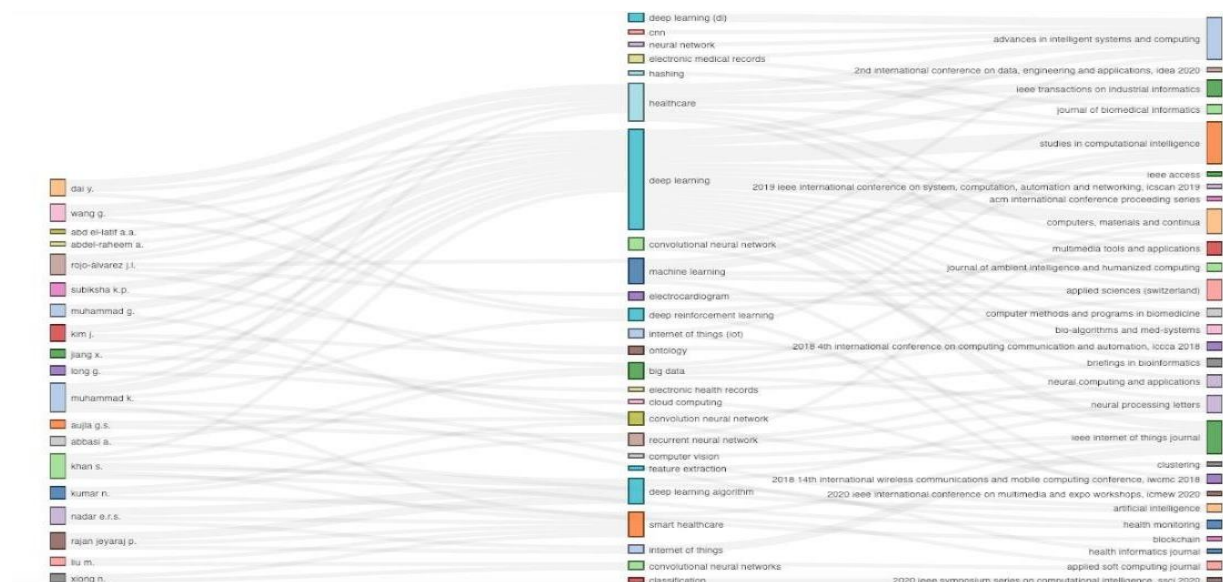 dai y.
wang g.
abd el-latif a.a.
abdel-raheem a.
rojo-alvarez j.l.
subiksha k.p.
muhammad g.
kim j.
jiang x.
long g.
muhammad k.
aujla g.s.
abbasi a.
khan s.
kumar n.
nadar e.r.s.
rajan jeyaraj p.
liu m.
xiong n.
deep learning (dl)
cnn
neural network
electronic medical records
hashing
healthcare
deep learning
convolutional neural network
machine learning
electrocardiogram
deep reinforcement learning
internet of things (iot)
ontology
big data
electronic health records
cloud computing
convolution neural network
recurrent neural network
computer vision
feature extraction
deep learning algorithm
smart healthcare
internet of things
convolutional neural networks
classification
advances in intelligent systems and computing
2nd international conference on data, engineering and applications, idea 2020
ieee transactions on industrial informatics
journal of biomedical informatics
studies in computational intelligence
ieee access
2019 ieee international conference on system, computation, automation and networking, icscan 2019
acm international conference proceeding series
computers, materials and continua
multimedia tools and applications
journal of ambient intelligence and humanized computing
applied sciences (switzerland)
computer methods and programs in biomedicine
bio-algorithms and med-systems
2018 4th international conference on computing communication and automation, iccca 2018
briefings in bioinformatics
neural computing and applications
neural processing letters
ieee internet of things journal
clustering
2018 14th international wireless communications and mobile computing conference, iwcmc 2018
2020 ieee international conference on multimedia and expo workshops, icmew 2020
artificial intelligence
health monitoring
blockchain
health informatics journal
applied soft computing journal
2020 ieee symposium series on computational intelligence, ssci 2020